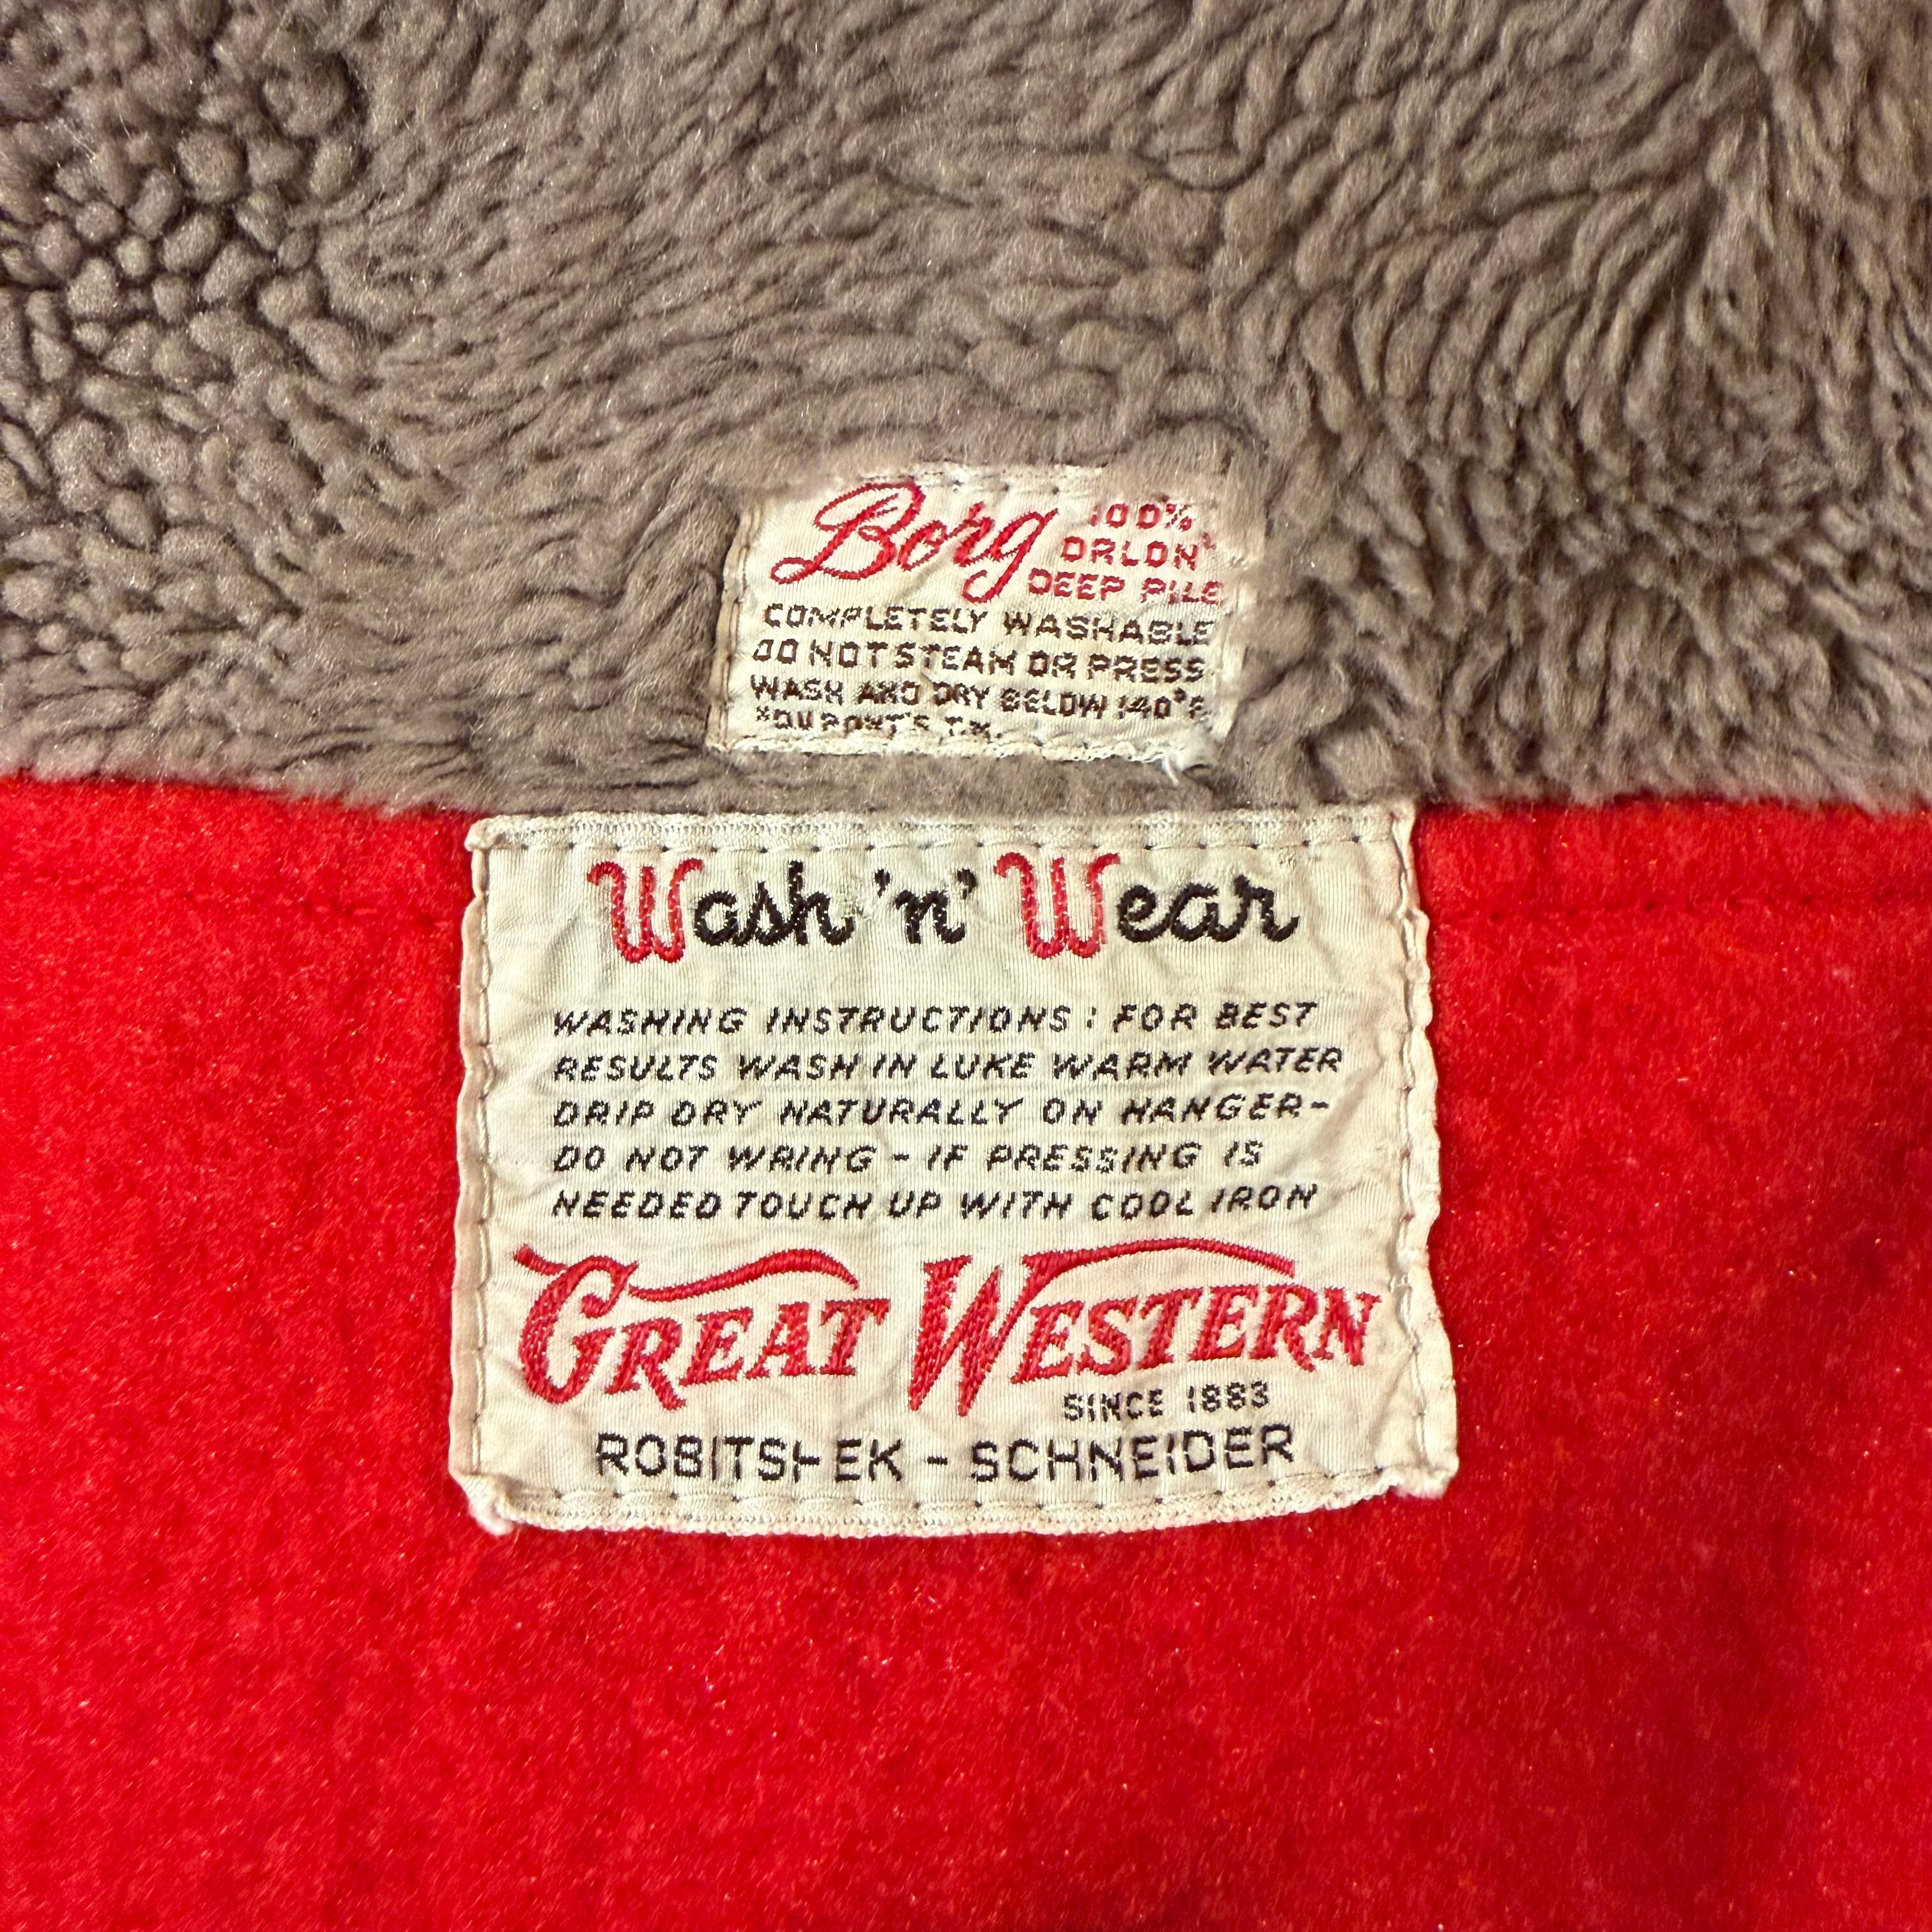 Borg 100%
ORLON*
DEEP PILE
COMPLETELY WASHABLE
DO NOT STEAM OR PRESS
WASH AND DRY BELOW 140°F
*DUPONT'S T.M.
Wash 'n' Wear
WASHING INSTRUCTIONS: FOR BEST
RESULTS WASH IN LUKE WARM WATER
DRIP DRY NATURALLY ON HANGER-
DO NOT WRING - IF PRESSING IS
NEEDED TOUCH UP WITH COOL IRON
GREAT WESTERN
SINCE 1883
ROBITSHEK - SCHNEIDER